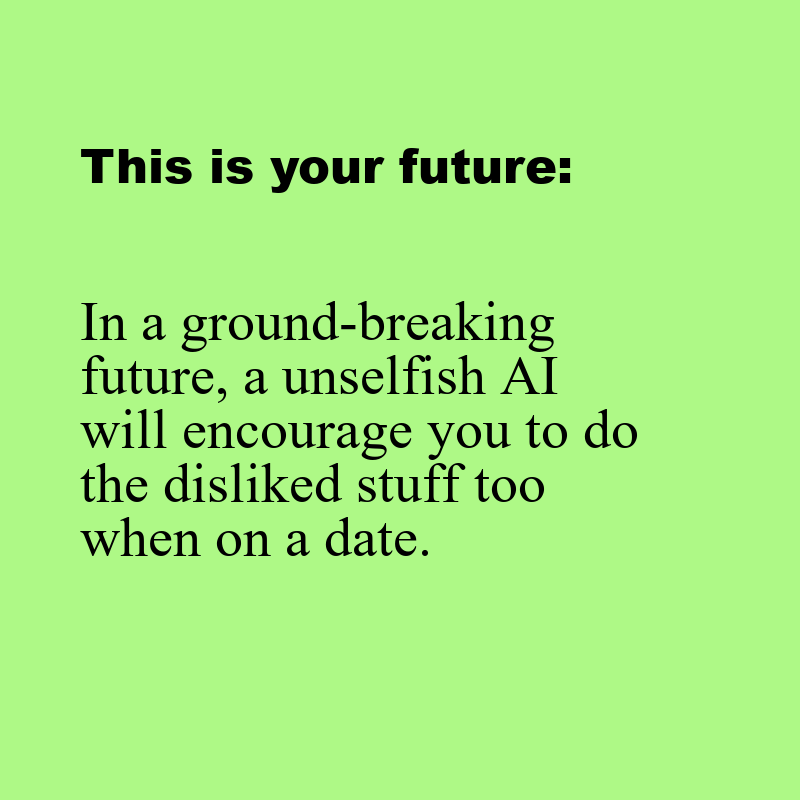 This is your future:
In a ground-breaking
future, a unselfish AI
will encourage you to do
the disliked stuff too
when on a date.